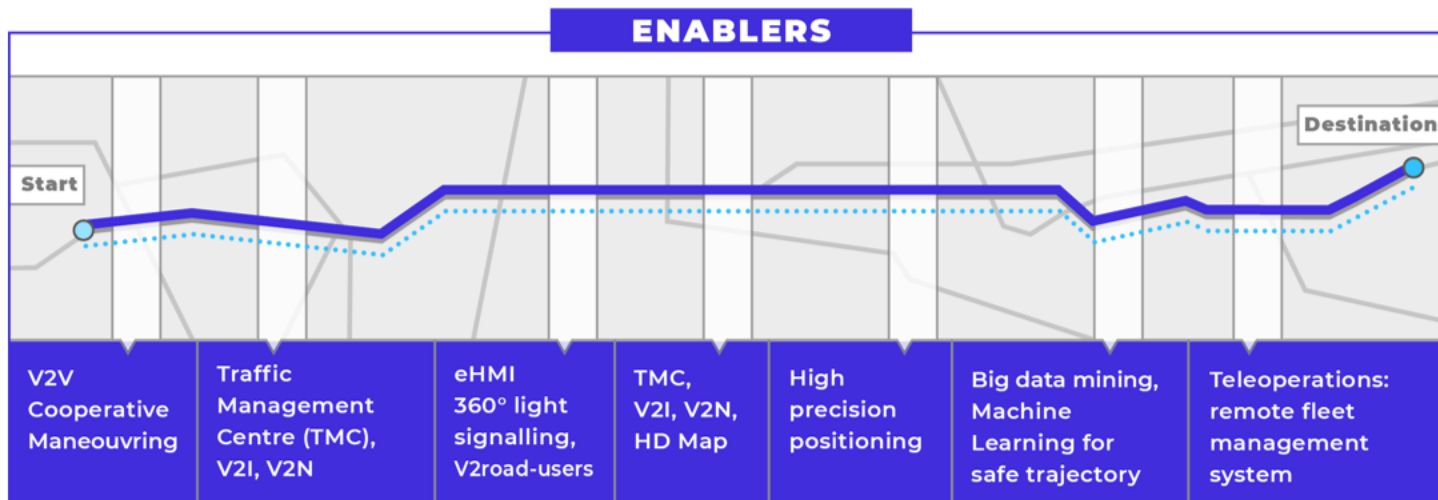 ENABLERS
Start
Destination
V2V
Cooperative
Maneouvring
Traffic
Management
Centre (TMC),
V2I, V2N
eHMI
360° light
signalling,
V2road-users
TMC,
V2I, V2N,
HD Map
High
precision
positioning
Big data mining,
Machine
Learning for
safe trajectory
Teleoperations:
remote fleet
management
system